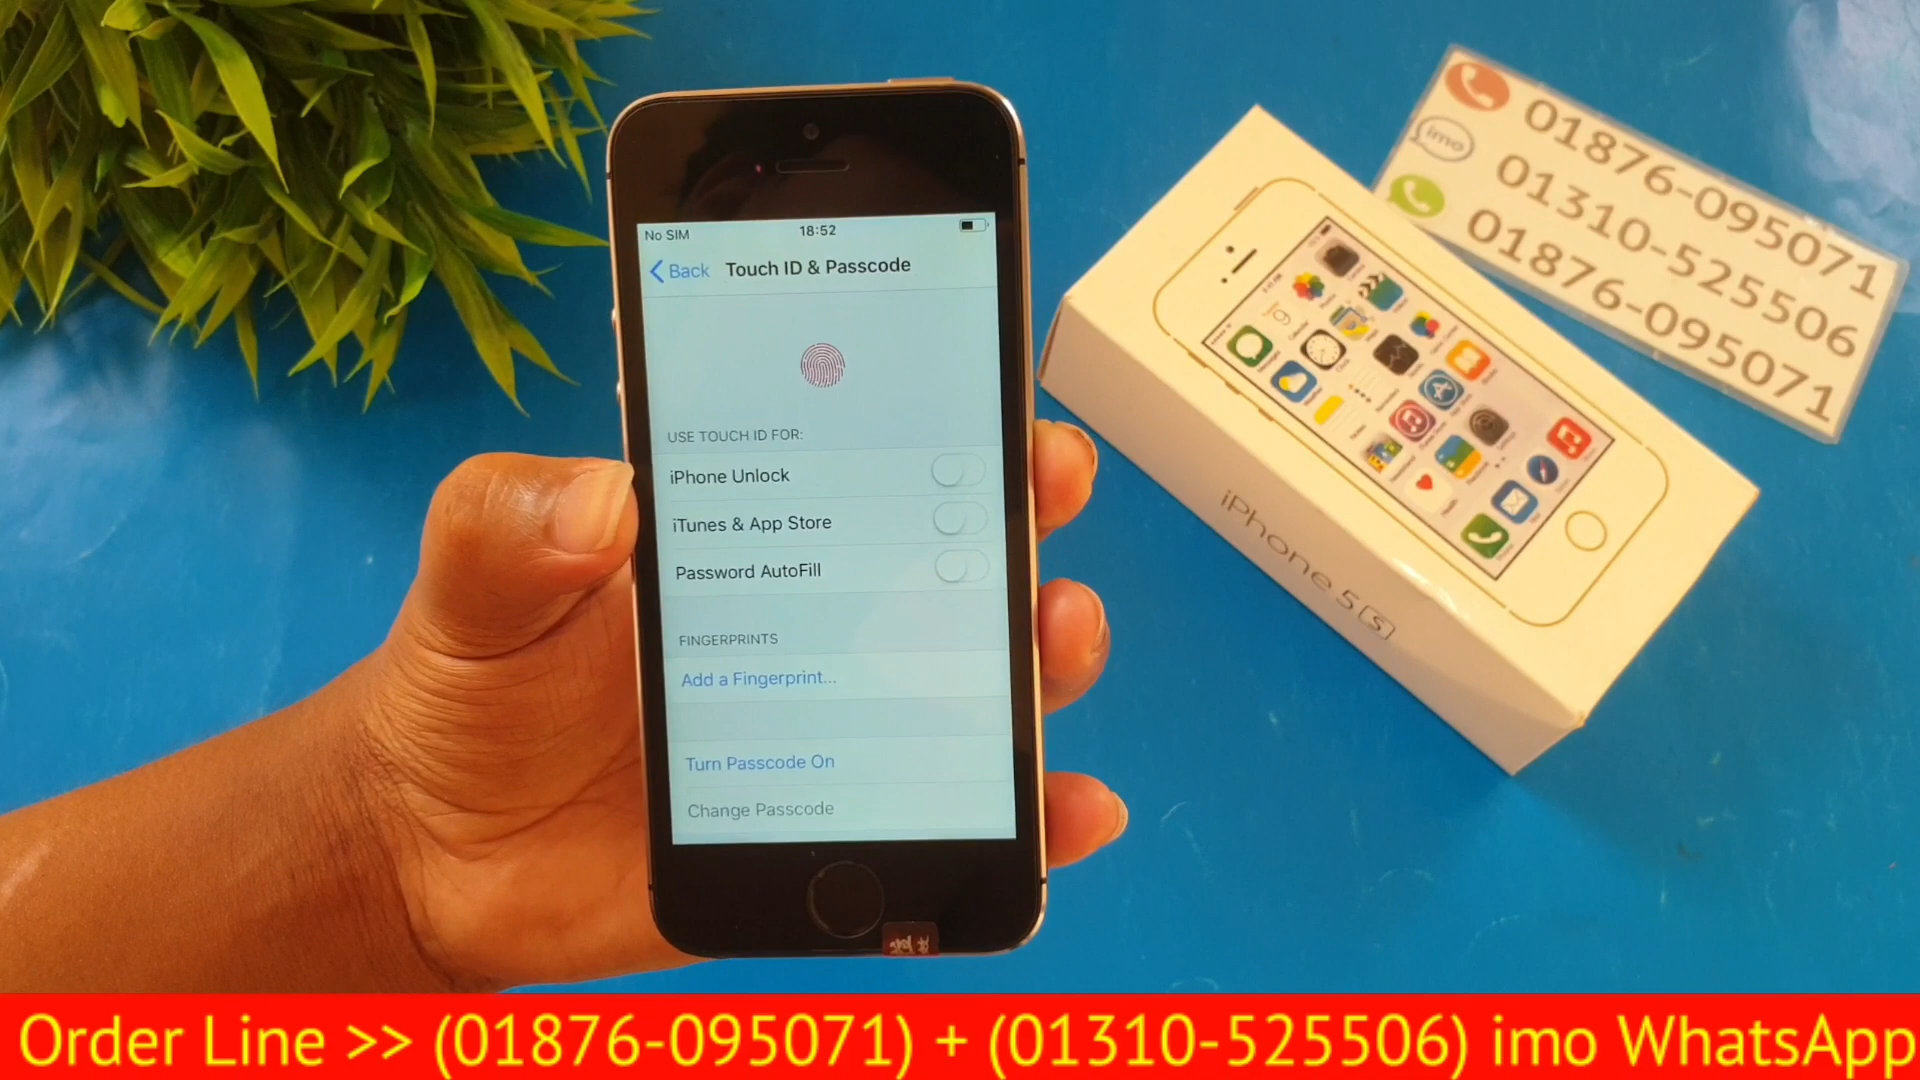 No SIM
18:52
Back
Touch ID & Passcode
USE TOUCH ID FOR:
iPhone Unlock
iTunes & App Store
Password AutoFill
FINGERPRINTS
Add a Fingerprint...
Turn Passcode On
Change Passcode
01876-095071
imo
01310-525506
01876-095071
iPhone 5s
Order Line >> (01876-095071) + (01310-525506) imo WhatsApp